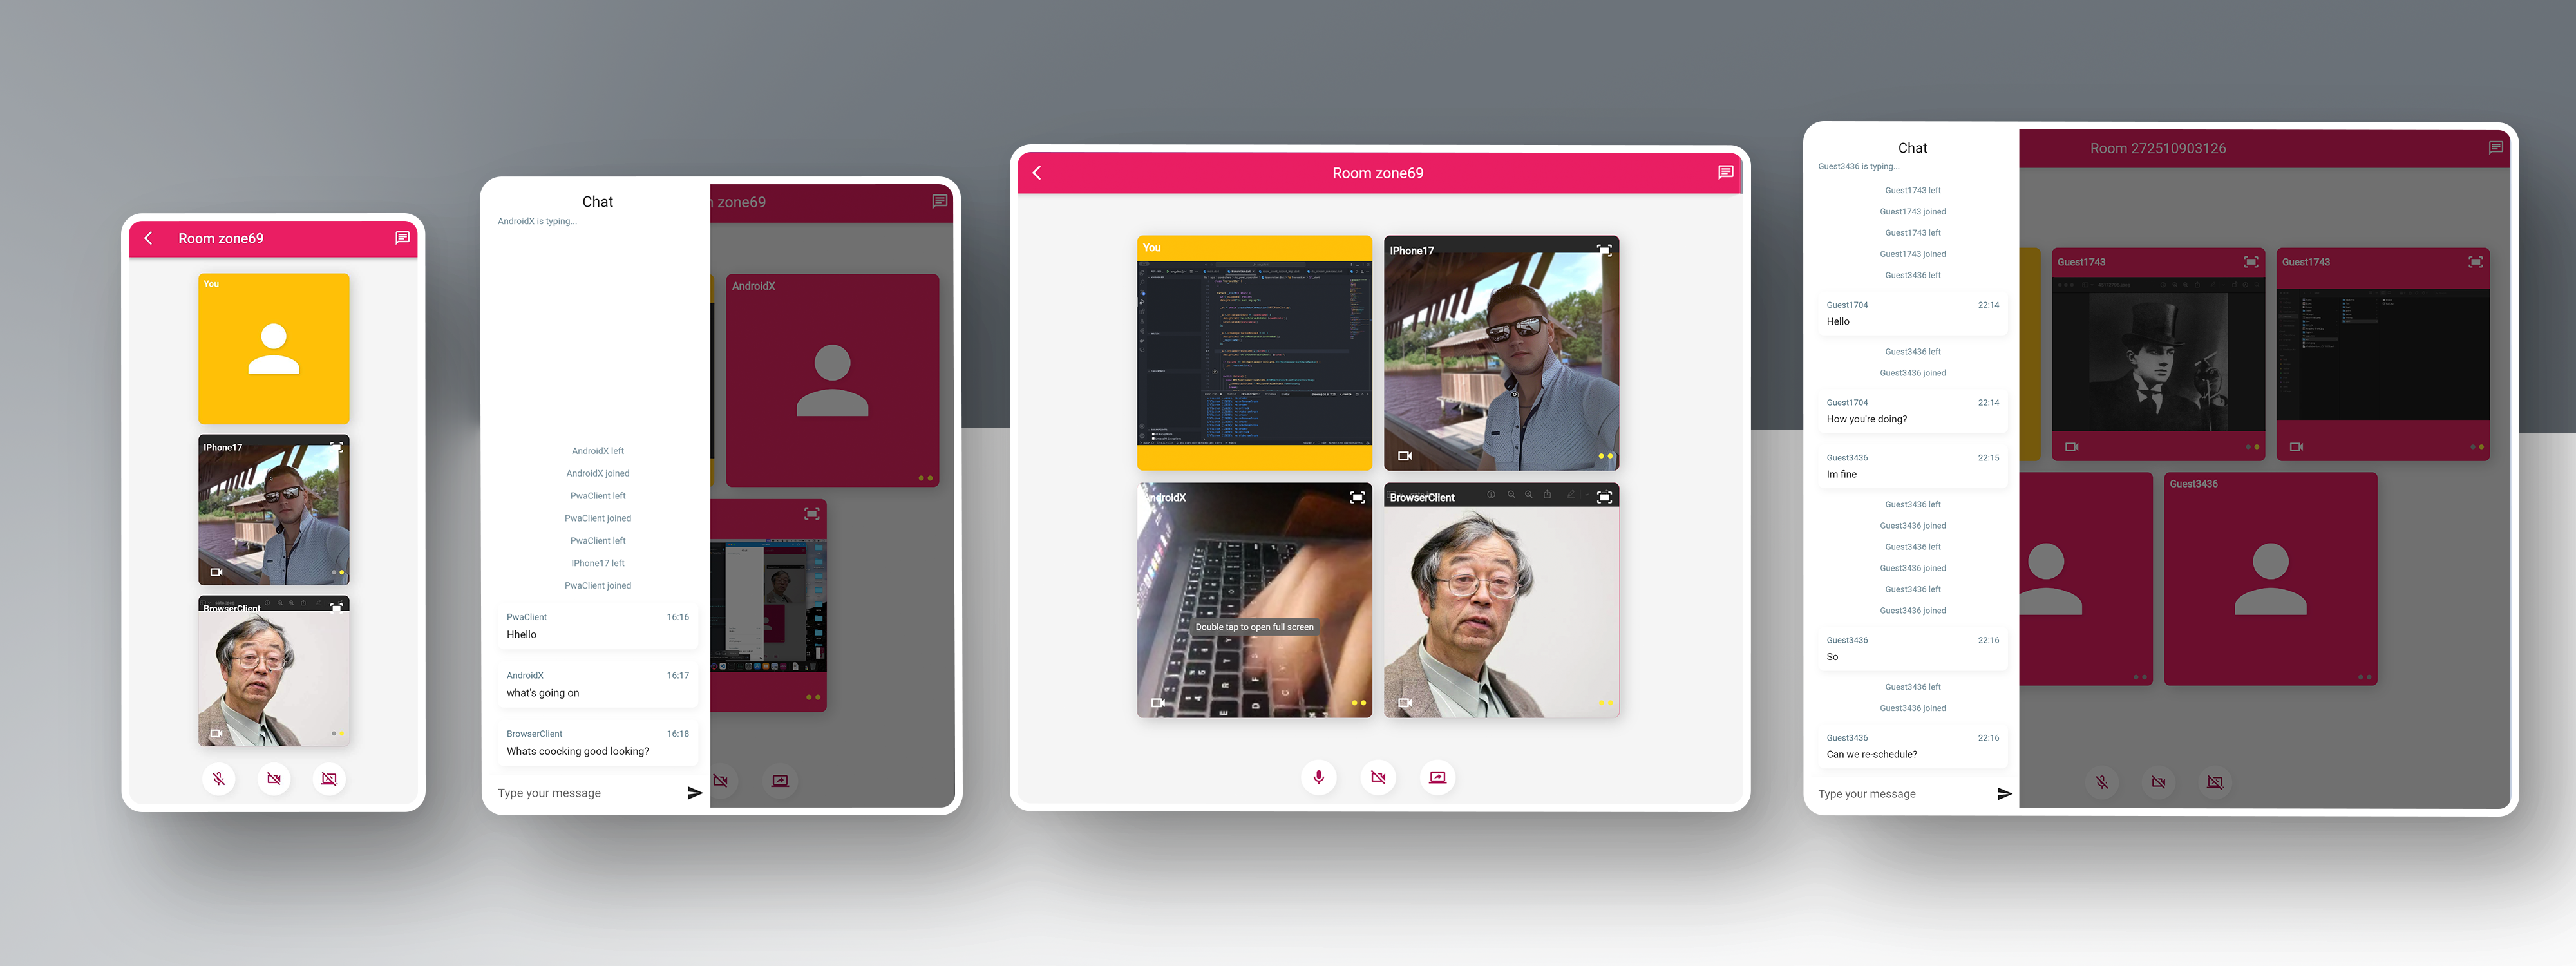 Room zone69
You
IPhone17
BrowserClient
Chat
AndroidX is typing...
AndroidX left
AndroidX joined
PwaClient left
PwaClient joined
PwaClient left
IPhone17 left
PwaClient joined
PwaClient 16:16
Hhello
AndroidX 16:17
what's going on
BrowserClient 16:18
Whats coocking good looking?
Type your message
zone69
AndroidX
Room zone69
You
IPhone17
AndroidX
BrowserClient
Double tap to open full screen
Chat
Guest3436 is typing...
Guest1743 left
Guest1743 joined
Guest1743 left
Guest1743 joined
Guest3436 left
Guest1704 22:14
Hello
Guest3436 left
Guest3436 joined
Guest1704 22:14
How you're doing?
Guest3436 22:15
Im fine
Guest3436 left
Guest3436 joined
Guest3436 left
Guest3436 joined
Guest3436 left
Guest3436 joined
Guest3436 22:16
So
Guest3436 left
Guest3436 joined
Guest3436 22:16
Can we re-schedule?
Type your message
Room 272510903126
Guest1743
Guest1743
Guest3436